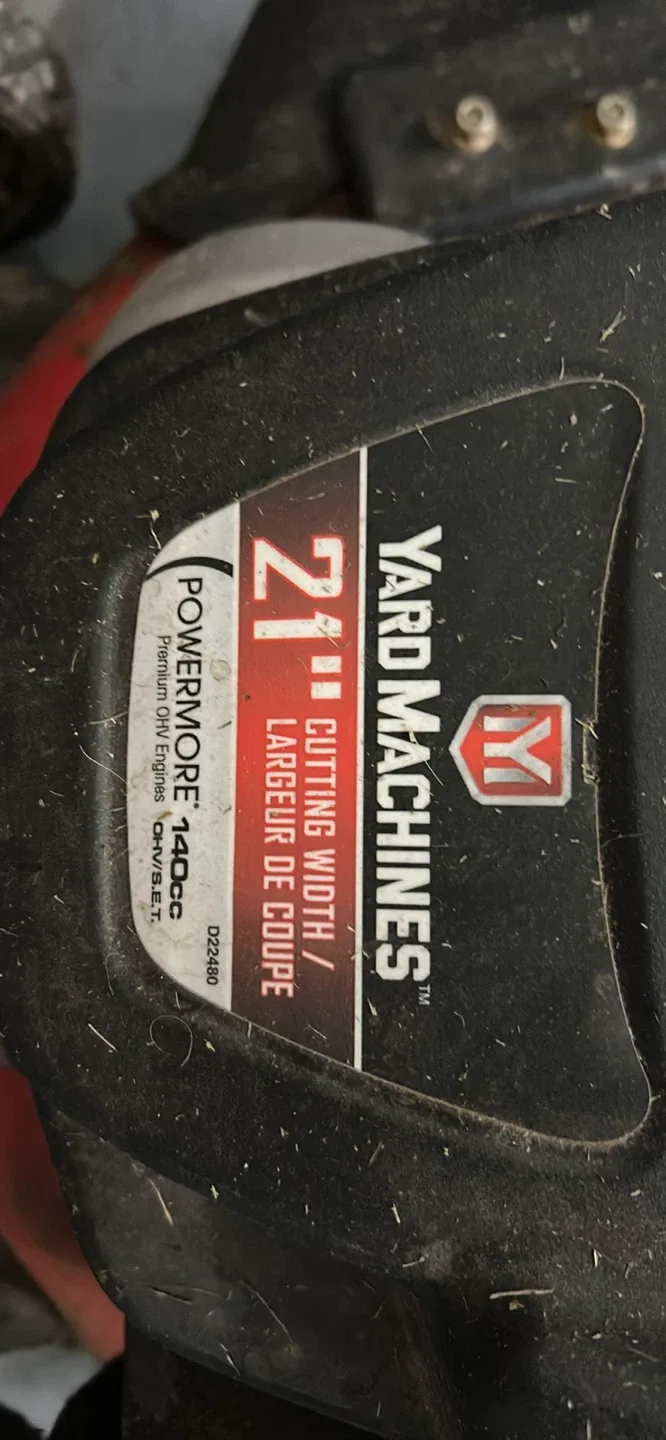 Y
YARD MACHINES™
21" CUTTING WIDTH /
LARGEUR DE COUPE
D22480
POWERMORE® 140cc
Premium OHV Engines OHV/S.E.T.